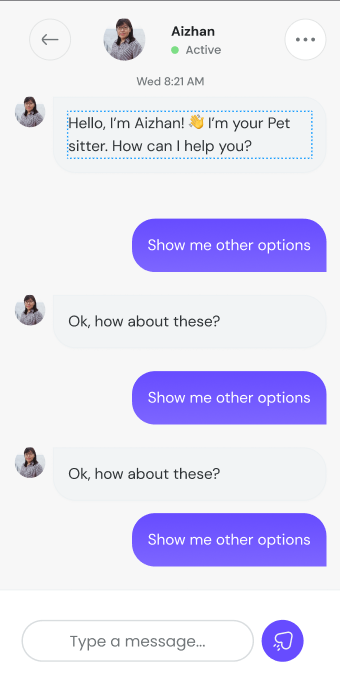 Aizhan
Active
Wed 8:21 AM
Hello, I'm Aizhan! 👋 I'm your Pet
sitter. How can I help you?
Show me other options
Ok, how about these?
Show me other options
Ok, how about these?
Show me other options
Type a message...